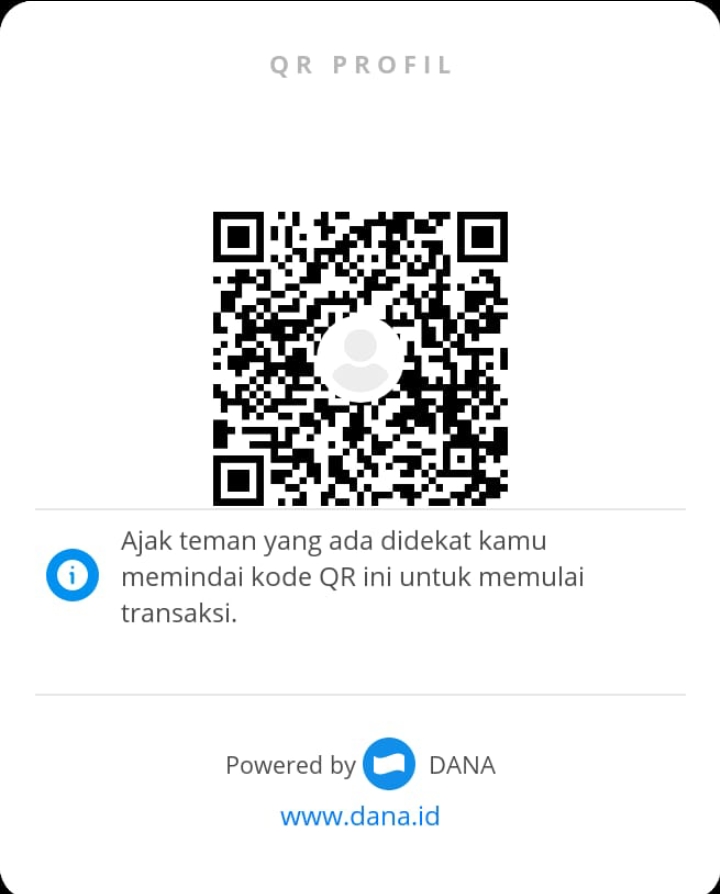 QR PROFIL
Ajak teman yang ada didekat kamu
memindai kode QR ini untuk memulai
transaksi.
Powered by DANA
www.dana.id